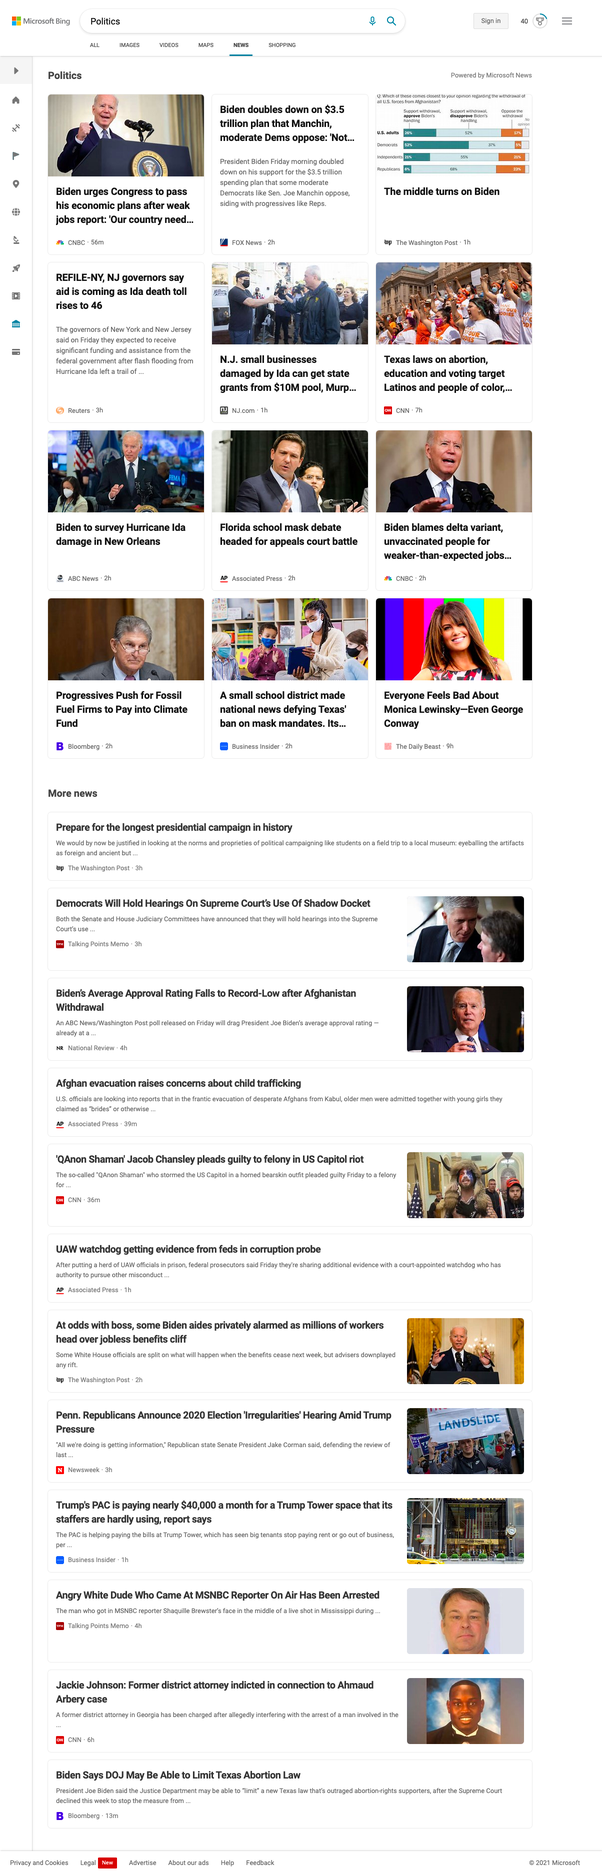 Microsoft Bing
Politics
Sign in
40
ALL IMAGES VIDEOS MAPS NEWS SHOPPING
Politics
Powered by Microsoft News
Biden urges Congress to pass
his economic plans after weak
jobs report: 'Our country need...
CNBC · 56m
Biden doubles down on $3.5
trillion plan that Manchin,
moderate Dems oppose: 'Not...
President Biden Friday morning doubled
down on his support for the $3.5 trillion
spending plan that some moderate
Democrats like Sen. Joe Manchin oppose,
siding with progressives like Reps.
FOX News · 2h
Q: Which of these comes closest to your opinion regarding the withdrawal of
U.S. forces from Afghanistan?
Support withdrawal, approve Biden's handling
Support withdrawal, disapprove Biden's handling
Oppose the withdrawal
No opinion
U.S. adults 26% 52% 17%
Democrats
Independents
Republicans
The middle turns on Biden
The Washington Post · 1h
REFILE-NY, NJ governors say
aid is coming as Ida death toll
rises to 46
The governors of New York and New Jersey
said on Friday they expected to receive
significant funding and assistance from the
federal government after flash flooding from
Hurricane Ida left a trail of ...
Reuters · 3h
N.J. small businesses
damaged by Ida can get state
grants from $10M pool, Murp...
NJ.com · 1h
Texas laws on abortion,
education and voting target
Latinos and people of color,...
CNN · 7h
Biden to survey Hurricane Ida
damage in New Orleans
ABC News · 2h
Florida school mask debate
headed for appeals court battle
AP Associated Press · 2h
Biden blames delta variant,
unvaccinated people for
weaker-than-expected jobs...
CNBC · 2h
Progressives Push for Fossil
Fuel Firms to Pay into Climate
Fund
B Bloomberg · 2h
A small school district made
national news defying Texas'
ban on mask mandates. Its...
Business Insider · 2h
Everyone Feels Bad About
Monica Lewinsky—Even George
Conway
The Daily Beast · 9h
More news
Prepare for the longest presidential campaign in history
We would by now be justified in looking at the norms and proprieties of political campaigning like students on a field trip to a local museum: eyeballing the artifacts
as foreign and ancient but ...
wp The Washington Post · 3h
Democrats Will Hold Hearings On Supreme Court's Use Of Shadow Docket
Both the Senate and House Judiciary Committees have announced that they will hold hearings into the Supreme
Court's use ...
Talking Points Memo · 3h
Biden's Average Approval Rating Falls to Record-Low after Afghanistan
Withdrawal
An ABC News/Washington Post poll released on Friday will drag President Joe Biden's average approval rating —
already at a ...
NR National Review · 4h
Afghan evacuation raises concerns about child trafficking
U.S. officials are looking into reports that in the frantic evacuation of desperate Afghans from Kabul, older men were admitted together with young girls they
claimed as "brides" or otherwise ...
AP Associated Press · 39m
'QAnon Shaman' Jacob Chansley pleads guilty to felony in US Capitol riot
The so-called "QAnon Shaman" who stormed the US Capitol in a horned bearskin outfit pleaded guilty Friday to a felony
for ...
CNN · 36m
UAW watchdog getting evidence from feds in corruption probe
After putting a herd of UAW officials in prison, federal prosecutors said Friday they're sharing additional evidence with a court-appointed watchdog who has
authority to pursue other misconduct ...
AP Associated Press · 1h
At odds with boss, some Biden aides privately alarmed as millions of workers
head over jobless benefits cliff
Some White House officials are split on what will happen when the benefits cease next week, but advisers downplayed
any rift.
wp The Washington Post · 2h
Penn. Republicans Announce 2020 Election 'Irregularities' Hearing Amid Trump
Pressure
"All we're doing is getting information," Republican state Senate President Jake Corman said, defending the review of
last ...
N Newsweek · 3h
LANDSLIDE
Trump's PAC is paying nearly $40,000 a month for a Trump Tower space that its
staffers are hardly using, report says
The PAC is helping paying the bills at Trump Tower, which has seen big tenants stop paying rent or go out of business,
per ...
Business Insider · 1h
Angry White Dude Who Came At MSNBC Reporter On Air Has Been Arrested
The man who got in MSNBC reporter Shaquille Brewster's face in the middle of a live shot in Mississippi during ...
Talking Points Memo · 4h
Jackie Johnson: Former district attorney indicted in connection to Ahmaud
Arbery case
A former district attorney in Georgia has been charged after allegedly interfering with the arrest of a man involved in the
...
CNN · 6h
Biden Says DOJ May Be Able to Limit Texas Abortion Law
President Joe Biden said the Justice Department may be able to "limit" a new Texas law that's outraged abortion-rights supporters, after the Supreme Court
declined this week to stop the measure from ...
B Bloomberg · 13m
Privacy and Cookies Legal New Advertise About our ads Help Feedback
© 2021 Microsoft